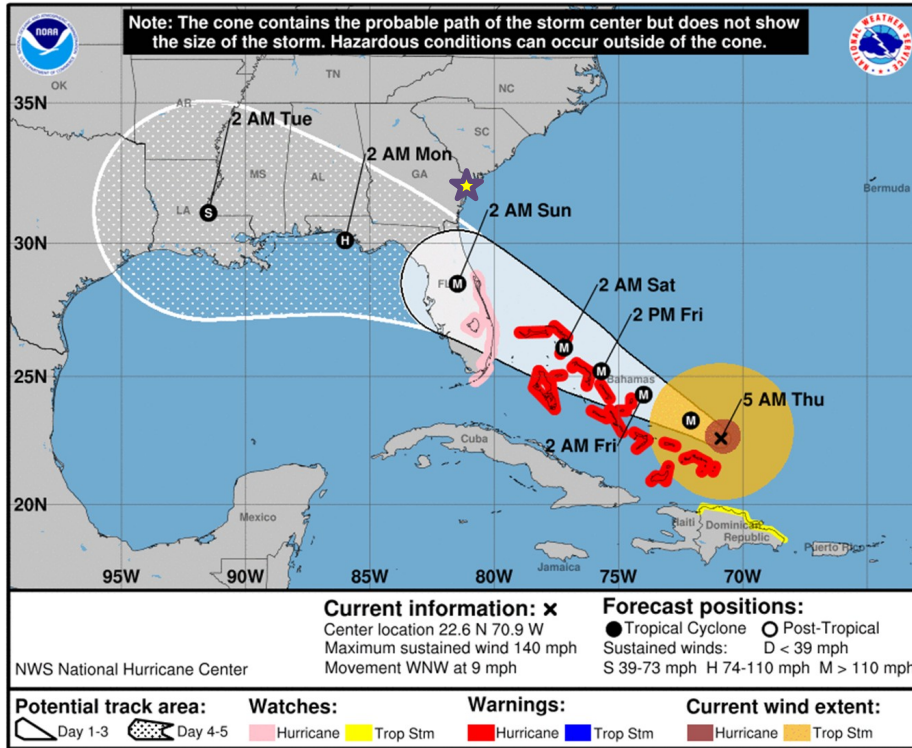 Note: The cone contains the probable path of the storm center but does not show
the size of the storm. Hazardous conditions can occur outside of the cone.
NOAA
NATIONAL WEATHER SERVICE
OK
TN
NC
35N
AR
2 AM Tue
SC
2 AM Mon
MS
AL
GA
Bermuda
LA
S
2 AM Sun
30N
H
FL
M
2 AM Sat
2 PM Fri
M
M
25N
Bahamas
M
5 AM Thu
M
Cuba
2 AM Fri
20N
Mexico
Haiti
Dominican
Republic
Puerto Rico
Jamaica
95W
90W
85W
80W
75W
70W
Current information: ×
Center location 22.6 N 70.9 W
Maximum sustained wind 140 mph
Movement WNW at 9 mph
Forecast positions:
Tropical Cyclone
Post-Tropical
Sustained winds: D < 39 mph
S 39-73 mph H 74-110 mph M > 110 mph
NWS National Hurricane Center
Potential track area:
Day 1-3
Day 4-5
Watches:
Hurricane
Trop Stm
Warnings:
Hurricane
Trop Stm
Current wind extent:
Hurricane
Trop Stm